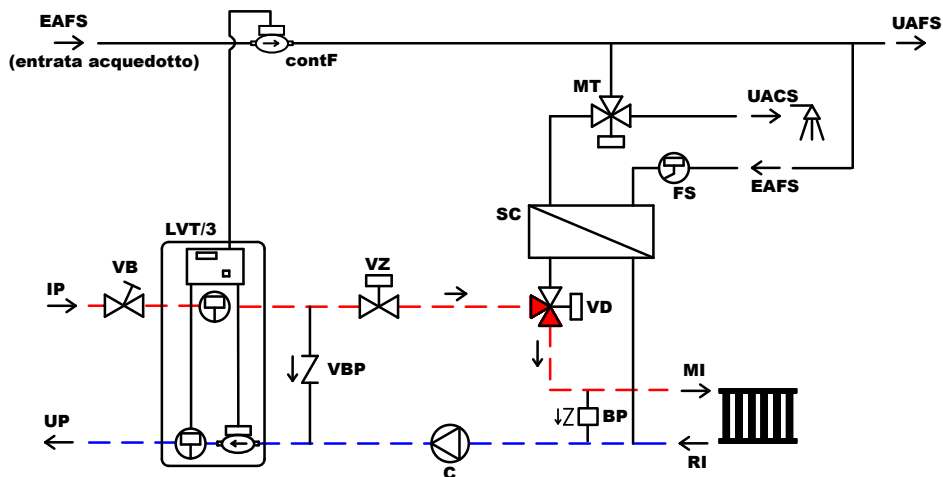 EAFS
UAFS
(entrata acquedotto)
contF
MT
UACS
FS
EAFS
SC
LVT/3
VB
VZ
IP
VD
VBP
MI
BP
UP
C
RI